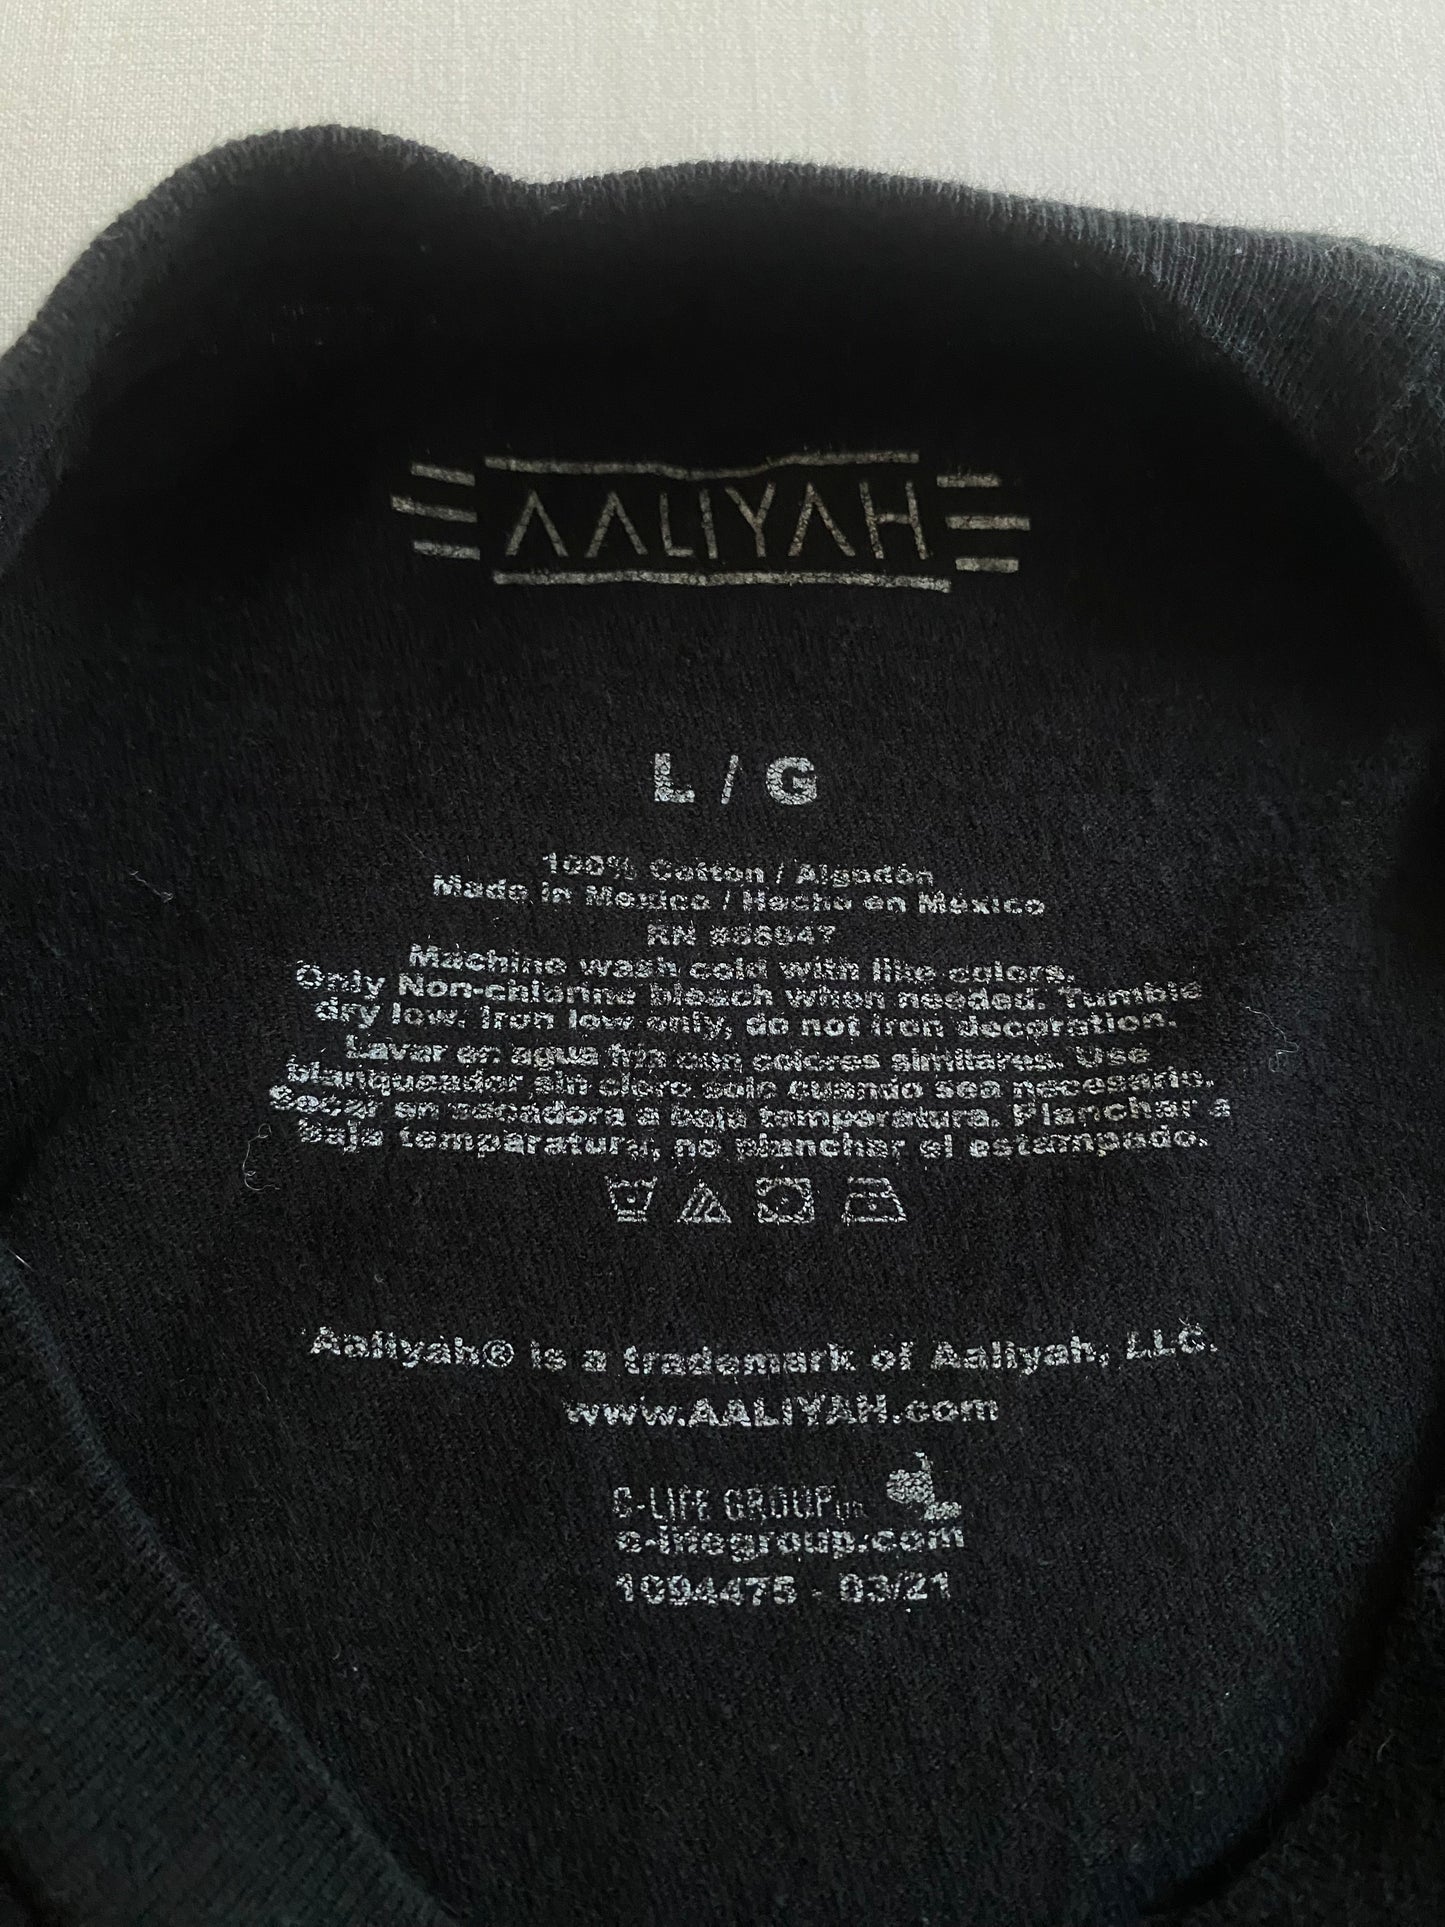 AALIYAH
L / G
100% Cotton / Algodón
Made in Mexico / Hecho en México
RN
Machine wash cold with like colors.
Only Non-chlorine bleach when needed. Tumble
dry low. Iron low only, do not iron decoration.
Lavar en agua fria con colores similares. Use
blanqueador sin cloro solo cuando sea necesario.
Secar en secadora a baja temperatura. Planchar a
baja temperatura, no planchar el estampado.
Aaliyah® is a trademark of Aaliyah, LLC.
www.AALIYAH.com
C-LIFE GROUP
c-lifegroup.com
1094475 - 03/21